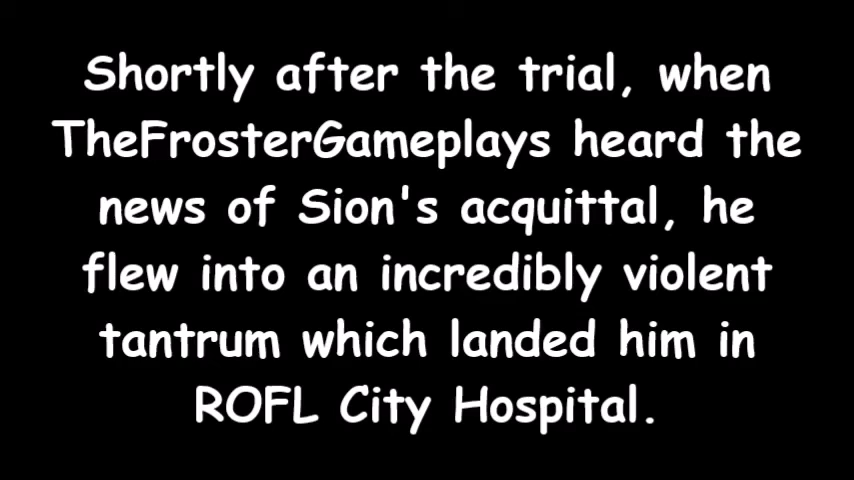 Shortly after the trial, when
TheFrosterGameplays heard the
news of Sion's acquittal, he
flew into an incredibly violent
tantrum which landed him in
ROFL City Hospital.